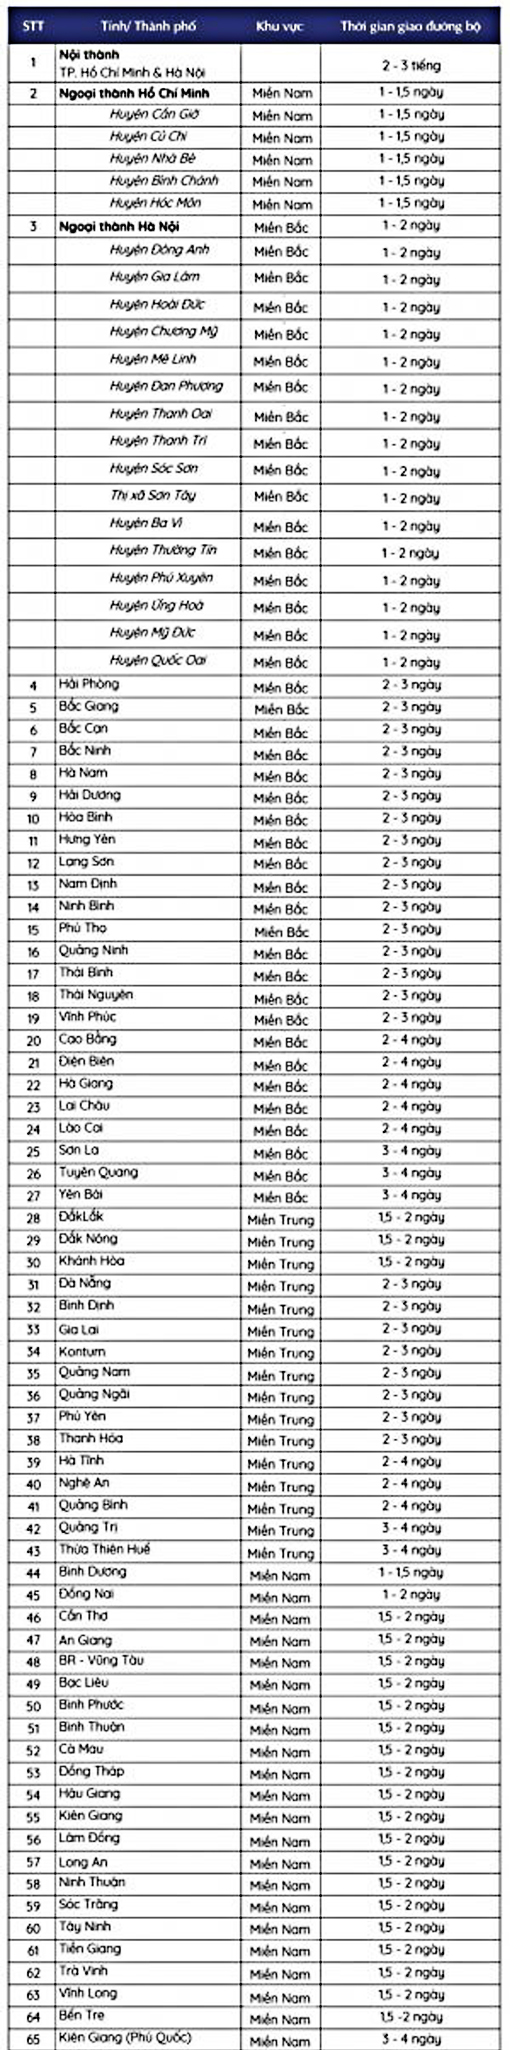 STT Tỉnh/ Thành phố Khu vực Thời gian giao đường bộ
1 Nội thành
TP. Hồ Chí Minh & Hà Nội 2 - 3 tiếng
2 Ngoại thành Hồ Chí Minh Miền Nam 1 - 1,5 ngày
Huyện Cần Giờ Miền Nam 1 - 1,5 ngày
Huyện Củ Chi Miền Nam 1 - 1,5 ngày
Huyện Nhà Bè Miền Nam 1 - 1,5 ngày
Huyện Bình Chánh Miền Nam 1 - 1,5 ngày
Huyện Hóc Môn Miền Nam 1 - 1,5 ngày
3 Ngoại thành Hà Nội Miền Bắc 1 - 2 ngày
Huyện Đông Anh Miền Bắc 1 - 2 ngày
Huyện Gia Lâm Miền Bắc 1 - 2 ngày
Huyện Hoài Đức Miền Bắc 1 - 2 ngày
Huyện Chương Mỹ Miền Bắc 1 - 2 ngày
Huyện Mê Linh Miền Bắc 1 - 2 ngày
Huyện Đan Phượng Miền Bắc 1 - 2 ngày
Huyện Thanh Oai Miền Bắc 1 - 2 ngày
Huyện Thanh Trì Miền Bắc 1 - 2 ngày
Huyện Sóc Sơn Miền Bắc 1 - 2 ngày
Thị xã Sơn Tây Miền Bắc 1 - 2 ngày
Huyện Ba Vì Miền Bắc 1 - 2 ngày
Huyện Thường Tín Miền Bắc 1 - 2 ngày
Huyện Phú Xuyên Miền Bắc 1 - 2 ngày
Huyện Ứng Hoà Miền Bắc 1 - 2 ngày
Huyện Mỹ Đức Miền Bắc 1 - 2 ngày
Huyện Quốc Oai Miền Bắc 1 - 2 ngày
4 Hải Phòng Miền Bắc 2 - 3 ngày
5 Bắc Giang Miền Bắc 2 - 3 ngày
6 Bắc Cạn Miền Bắc 2 - 3 ngày
7 Bắc Ninh Miền Bắc 2 - 3 ngày
8 Hà Nam Miền Bắc 2 - 3 ngày
9 Hải Dương Miền Bắc 2 - 3 ngày
10 Hòa Bình Miền Bắc 2 - 3 ngày
11 Hưng Yên Miền Bắc 2 - 3 ngày
12 Lạng Sơn Miền Bắc 2 - 3 ngày
13 Nam Định Miền Bắc 2 - 3 ngày
14 Ninh Bình Miền Bắc 2 - 3 ngày
15 Phú Thọ Miền Bắc 2 - 3 ngày
16 Quảng Ninh Miền Bắc 2 - 3 ngày
17 Thái Bình Miền Bắc 2 - 3 ngày
18 Thái Nguyên Miền Bắc 2 - 3 ngày
19 Vĩnh Phúc Miền Bắc 2 - 3 ngày
20 Cao Bằng Miền Bắc 2 - 4 ngày
21 Điện Biên Miền Bắc 2 - 4 ngày
22 Hà Giang Miền Bắc 2 - 4 ngày
23 Lai Châu Miền Bắc 2 - 4 ngày
24 Lào Cai Miền Bắc 2 - 4 ngày
25 Sơn La Miền Bắc 3 - 4 ngày
26 Tuyên Quang Miền Bắc 3 - 4 ngày
27 Yên Bái Miền Bắc 3 - 4 ngày
28 ĐắkLắk Miền Trung 1,5 - 2 ngày
29 Đắk Nông Miền Trung 1,5 - 2 ngày
30 Khánh Hòa Miền Trung 1,5 - 2 ngày
31 Đà Nẵng Miền Trung 2 - 3 ngày
32 Bình Định Miền Trung 2 - 3 ngày
33 Gia Lai Miền Trung 2 - 3 ngày
34 Kontum Miền Trung 2 - 3 ngày
35 Quảng Nam Miền Trung 2 - 3 ngày
36 Quảng Ngãi Miền Trung 2 - 3 ngày
37 Phú Yên Miền Trung 2 - 3 ngày
38 Thanh Hóa Miền Trung 2 - 3 ngày
39 Hà Tĩnh Miền Trung 2 - 4 ngày
40 Nghệ An Miền Trung 2 - 4 ngày
41 Quảng Bình Miền Trung 2 - 4 ngày
42 Quảng Trị Miền Trung 3 - 4 ngày
43 Thừa Thiên Huế Miền Trung 3 - 4 ngày
44 Bình Dương Miền Nam 1 - 1,5 ngày
45 Đồng Nai Miền Nam 1 - 2 ngày
46 Cần Thơ Miền Nam 1,5 - 2 ngày
47 An Giang Miền Nam 1,5 - 2 ngày
48 BR - Vũng Tàu Miền Nam 1,5 - 2 ngày
49 Bạc Liêu Miền Nam 1,5 - 2 ngày
50 Bình Phước Miền Nam 1,5 - 2 ngày
51 Bình Thuận Miền Nam 1,5 - 2 ngày
52 Cà Mau Miền Nam 1,5 - 2 ngày
53 Đồng Tháp Miền Nam 1,5 - 2 ngày
54 Hậu Giang Miền Nam 1,5 - 2 ngày
55 Kiên Giang Miền Nam 1,5 - 2 ngày
56 Lâm Đồng Miền Nam 1,5 - 2 ngày
57 Long An Miền Nam 1,5 - 2 ngày
58 Ninh Thuận Miền Nam 1,5 - 2 ngày
59 Sóc Trăng Miền Nam 1,5 - 2 ngày
60 Tây Ninh Miền Nam 1,5 - 2 ngày
61 Tiền Giang Miền Nam 1,5 - 2 ngày
62 Trà Vinh Miền Nam 1,5 - 2 ngày
63 Vĩnh Long Miền Nam 1,5 - 2 ngày
64 Bến Tre Miền Nam 1,5 -2 ngày
65 Kiên Giang (Phú Quốc) Miền Nam 3 - 4 ngày